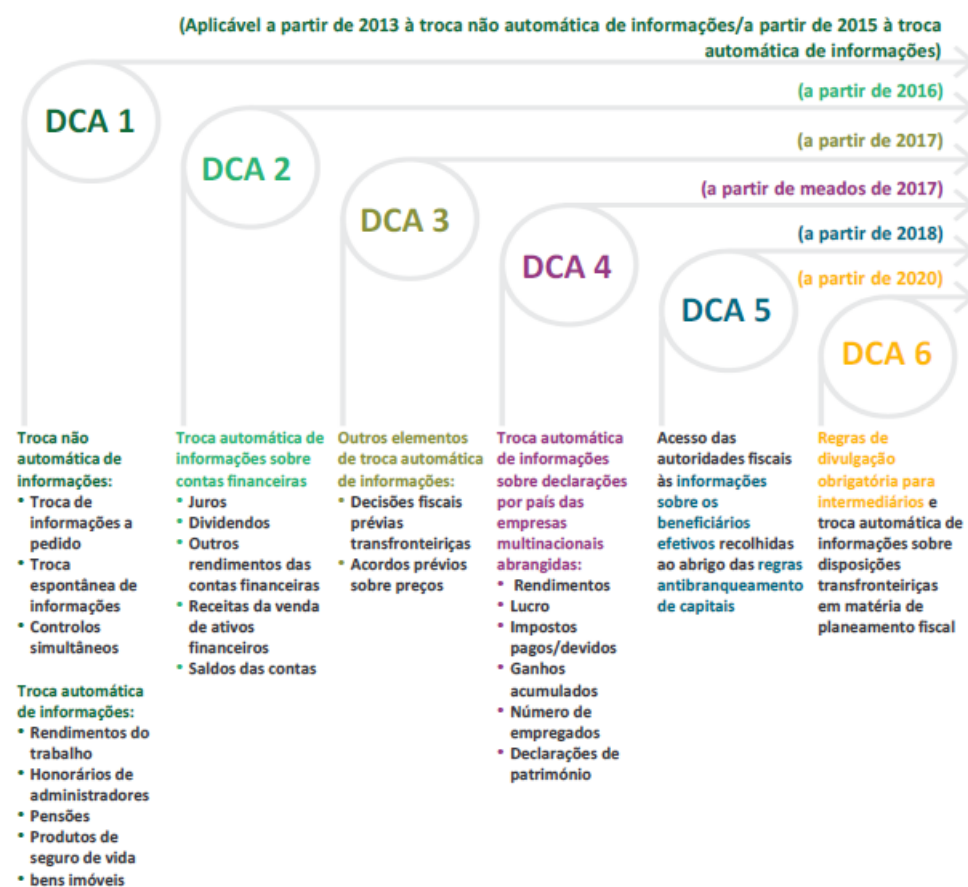 (Aplicável a partir de 2013 à troca não automática de informações/a partir de 2015 à troca
automática de informações)
DCA 1
(a partir de 2016)
DCA 2
(a partir de 2017)
DCA 3
(a partir de meados de 2017)
DCA 4
(a partir de 2018)
DCA 5
(a partir de 2020)
DCA 6
Troca não
automática de
informações:
• Troca de
informações a
pedido
• Troca
espontânea de
informações
• Controlos
simultâneos
Troca automática
de informações:
• Rendimentos do
trabalho
• Honorários de
administradores
• Pensões
• Produtos de
seguro de vida
• bens imóveis
Troca automática de
informações sobre
contas financeiras
• Juros
• Dividendos
• Outros
rendimentos das
contas financeiras
• Receitas da venda
de ativos
financeiros
• Saldos das contas
Outros elementos
de troca automática
de informações:
• Decisões fiscais
prévias
transfronteiriças
• Acordos prévios
sobre preços
Troca automática
de informações
sobre declarações
por país das
empresas
multinacionais
abrangidas:
• Rendimentos
• Lucro
• Impostos
pagos/devidos
• Ganhos
acumulados
• Número de
empregados
• Declarações de
património
Acesso das
autoridades fiscais
às informações
sobre os
beneficiários
efetivos recolhidas
ao abrigo das regras
antibranqueamento
de capitais
Regras de
divulgação
obrigatória para
intermediários e
troca automática de
informações sobre
disposições
transfronteiriças
em matéria de
planeamento fiscal